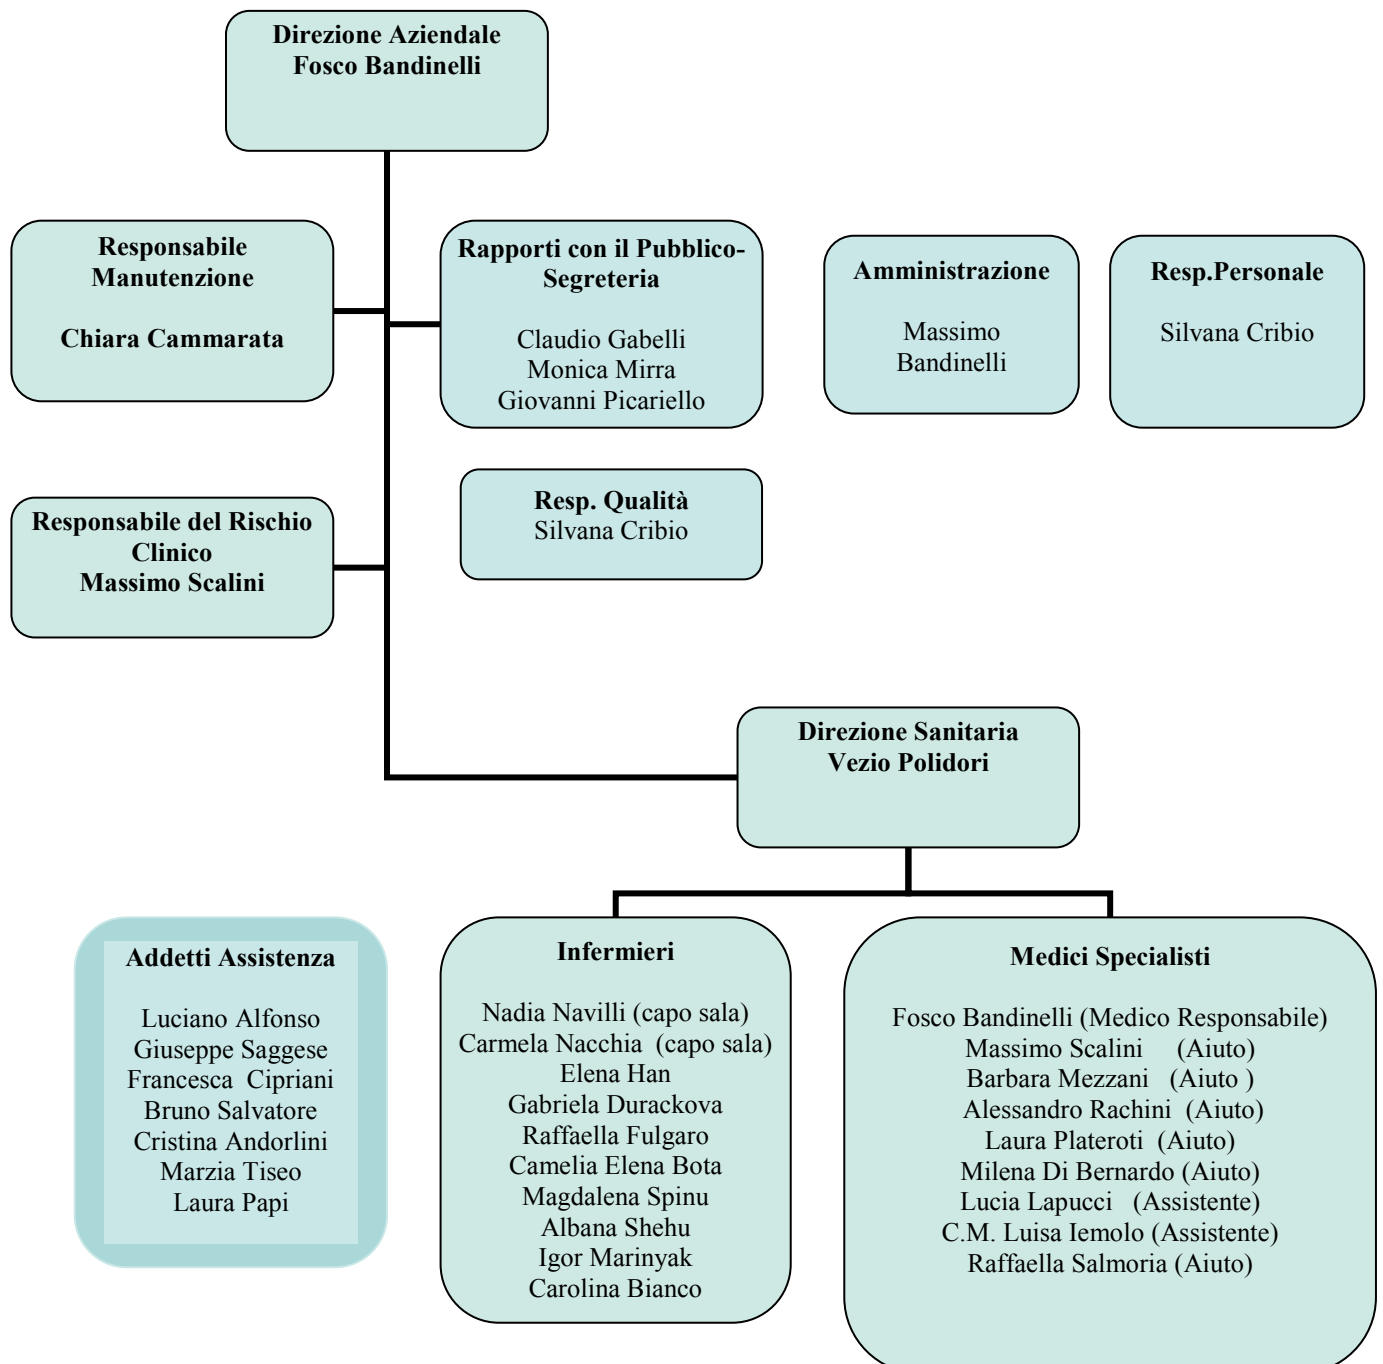 Direzione Aziendale
Fosco Bandinelli
Responsabile
Manutenzione
Chiara Cammarata
Rapporti con il Pubblico-
Segreteria
Claudio Gabelli
Monica Mirra
Giovanni Picariello
Amministrazione
Massimo
Bandinelli
Resp.Personale
Silvana Cribio
Responsabile del Rischio
Clinico
Massimo Scalini
Resp. Qualità
Silvana Cribio
Direzione Sanitaria
Vezio Polidori
Addetti Assistenza
Luciano Alfonso
Giuseppe Saggese
Francesca Cipriani
Bruno Salvatore
Cristina Andorlini
Marzia Tiseo
Laura Papi
Infermieri
Nadia Navilli (capo sala)
Carmela Nacchia (capo sala)
Elena Han
Gabriela Durackova
Raffaella Fulgaro
Camelia Elena Bota
Magdalena Spinu
Albana Shehu
Igor Marinyak
Carolina Bianco
Medici Specialisti
Fosco Bandinelli (Medico Responsabile)
Massimo Scalini (Aiuto)
Barbara Mezzani (Aiuto )
Alessandro Rachini (Aiuto)
Laura Plateroti (Aiuto)
Milena Di Bernardo (Aiuto)
Lucia Lapucci (Assistente)
C.M. Luisa Iemolo (Assistente)
Raffaella Salmoria (Aiuto)